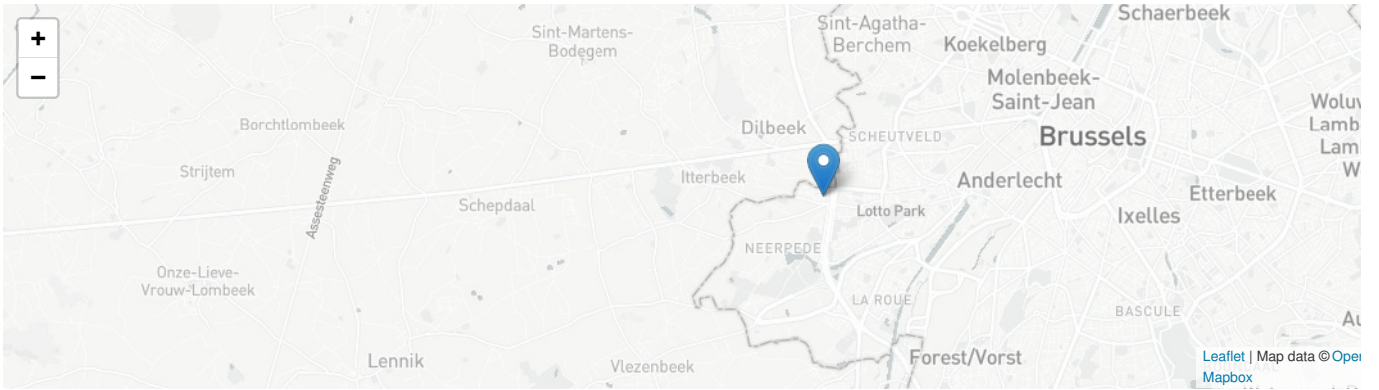 +
−
Sint-Martens-
Bodegem
Sint-Agatha-
Berchem
Schaerbeek
Koekelberg
Molenbeek-
Saint-Jean
Woluw
Lamb
Lam
W
Borchtlombeek
Dilbeek
SCHEUTVELD
Brussels
Strijtem
Assesteenweg
Itterbeek
Anderlecht
Etterbeek
Schepdaal
Lotto Park
Ixelles
NEERPEDE
Onze-Lieve-
Vrouw-Lombeek
LA ROUE
BASCULE
Au
Lennik
Vlezenbeek
Forest/Vorst
Leaflet | Map data © Open
Mapbox